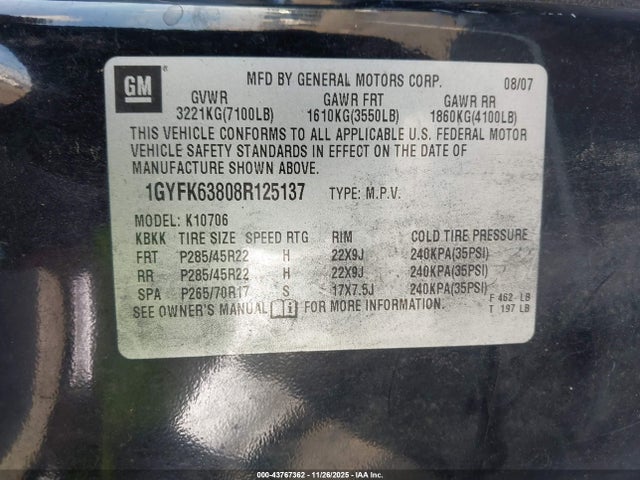 GM
MFD BY GENERAL MOTORS CORP. 08/07
GVWR GAWR FRT GAWR RR
3221KG(7100LB) 1610KG(3550LB) 1860KG(4100LB)
THIS VEHICLE CONFORMS TO ALL APPLICABLE U.S. FEDERAL MOTOR
VEHICLE SAFETY STANDARDS IN EFFECT ON THE DATE OF
MANUFACTURE SHOWN ABOVE.
1GYFK63808R125137 TYPE: M.P.V.
MODEL: K10706
KBKK TIRE SIZE SPEED RTG RIM COLD TIRE PRESSURE
FRT P285/45R22 H 22X9J 240KPA(35PSI)
RR P285/45R22 H 22X9J 240KPA(35PSI)
SPA P265/70R17 S 17X7.5J 240KPA(35PSI)
SEE OWNER'S MANUAL i FOR MORE INFORMATION.
F 462 LB
T 197 LB
000-43767362 - 11/26/2025 - IAA Inc.